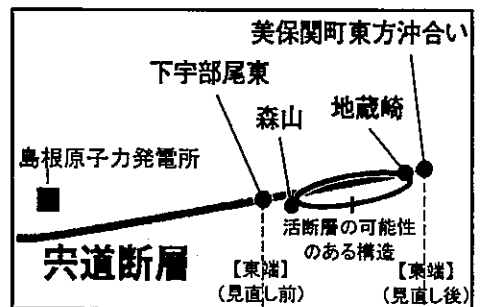 美保関町東方沖合い
下宇部尾東
地蔵崎
森山
島根原子力発電所
活断層の可能性
のある構造
宍道断層
【東端】
(見直し前)
【東端】
(見直し後)